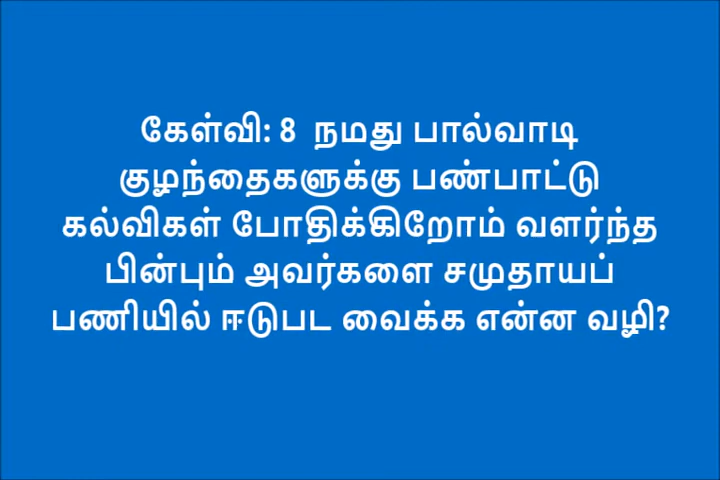 கேள்வி: 8 நமது பால்வாடி
குழந்தைகளுக்கு பண்பாட்டு
கல்விகள் போதிக்கிறோம் வளர்ந்த
பின்பும் அவர்களை சமுதாயப்
பணியில் ஈடுபட வைக்க என்ன வழி?